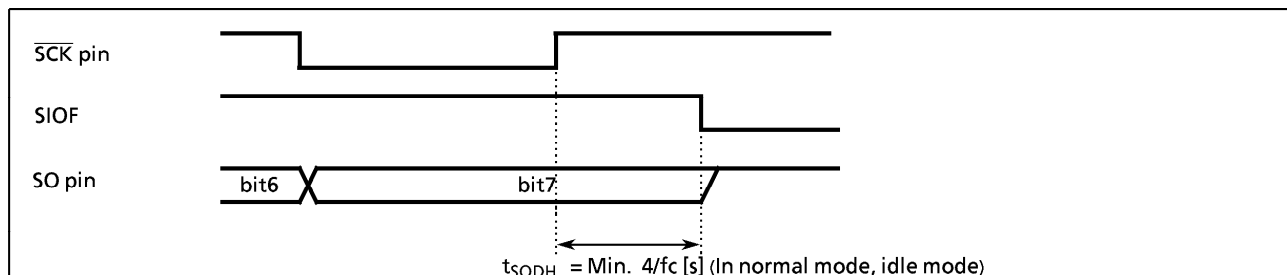 SCK pin
SIOF
SO pin
bit6
bit7
tSODH = Min. 4/fc [s] (In normal mode, idle mode)